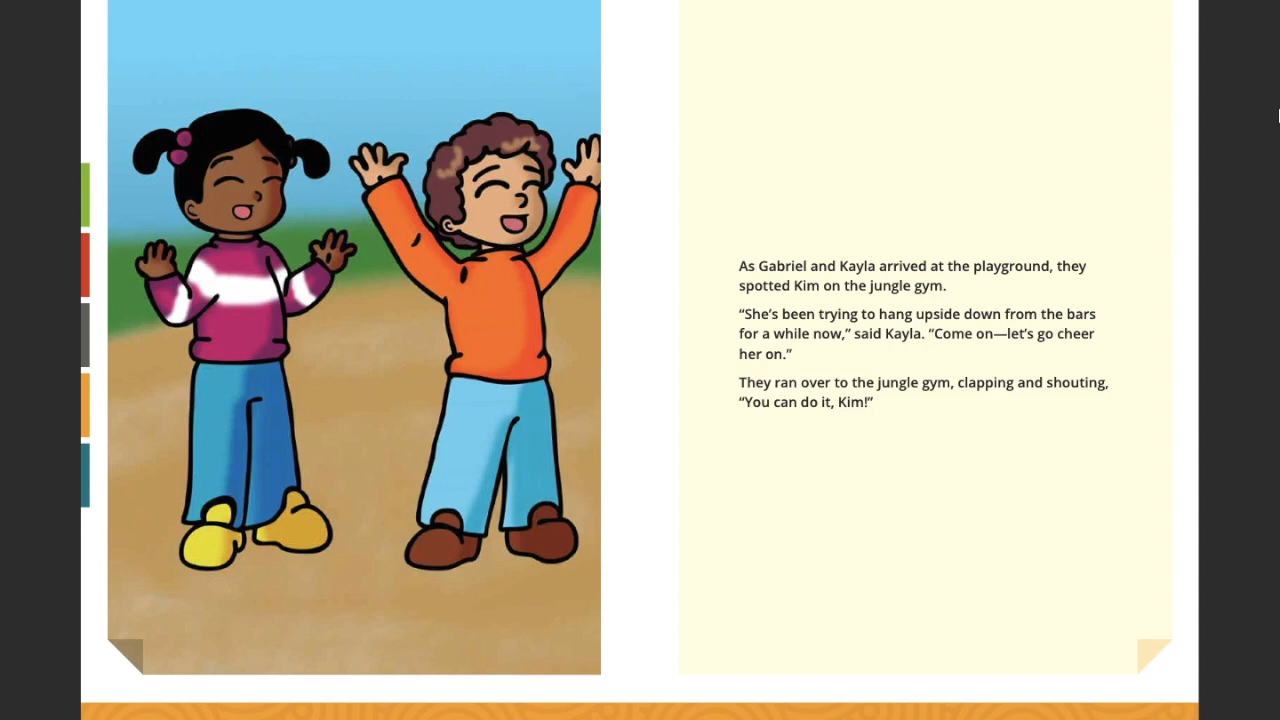 As Gabriel and Kayla arrived at the playground, they
spotted Kim on the jungle gym.
“She’s been trying to hang upside down from the bars
for a while now,” said Kayla. “Come on—let’s go cheer
her on.”
They ran over to the jungle gym, clapping and shouting,
“You can do it, Kim!”